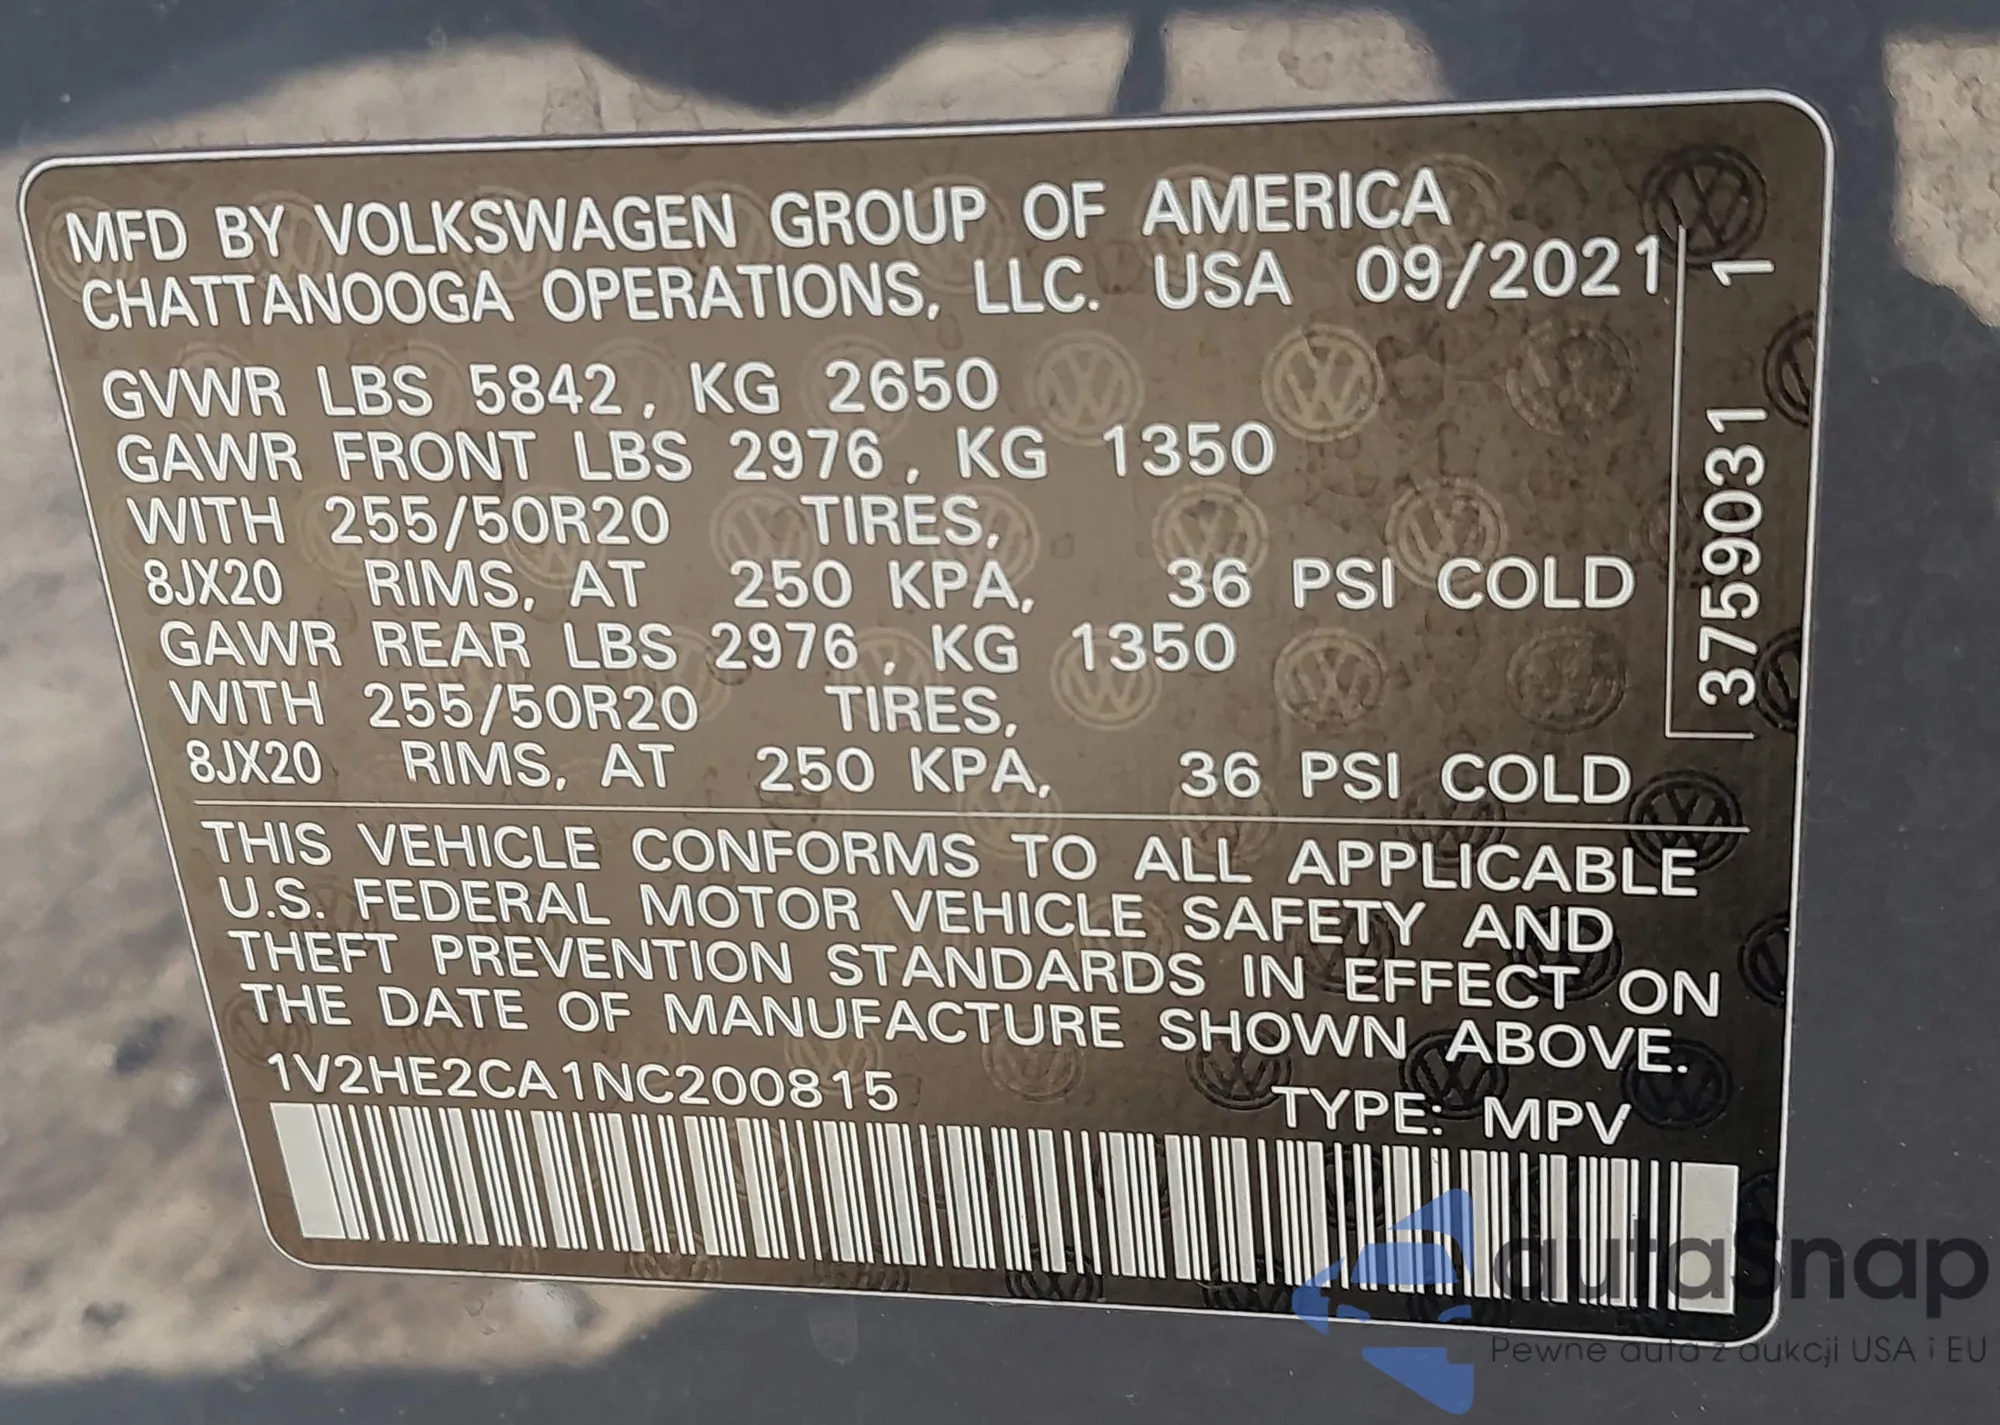 MFD BY VOLKSWAGEN GROUP OF AMERICA
CHATTANOOGA OPERATIONS, LLC. USA 09/2021
GVWR LBS 5842, KG 2650
GAWR FRONT LBS 2976, KG 1350
WITH 255/50R20 TIRES,
8JX20 RIMS, AT 250 KPA, 36 PSI COLD
GAWR REAR LBS 2976, KG 1350
WITH 255/50R20 TIRES,
8JX20 RIMS, AT 250 KPA, 36 PSI COLD
3759031 1
THIS VEHICLE CONFORMS TO ALL APPLICABLE
U.S. FEDERAL MOTOR VEHICLE SAFETY AND
THEFT PREVENTION STANDARDS IN EFFECT ON
THE DATE OF MANUFACTURE SHOWN ABOVE.
1V2HE2CA1NC200815
TYPE: MPV
autaSnap
Pewne auta z aukcji USA i EU